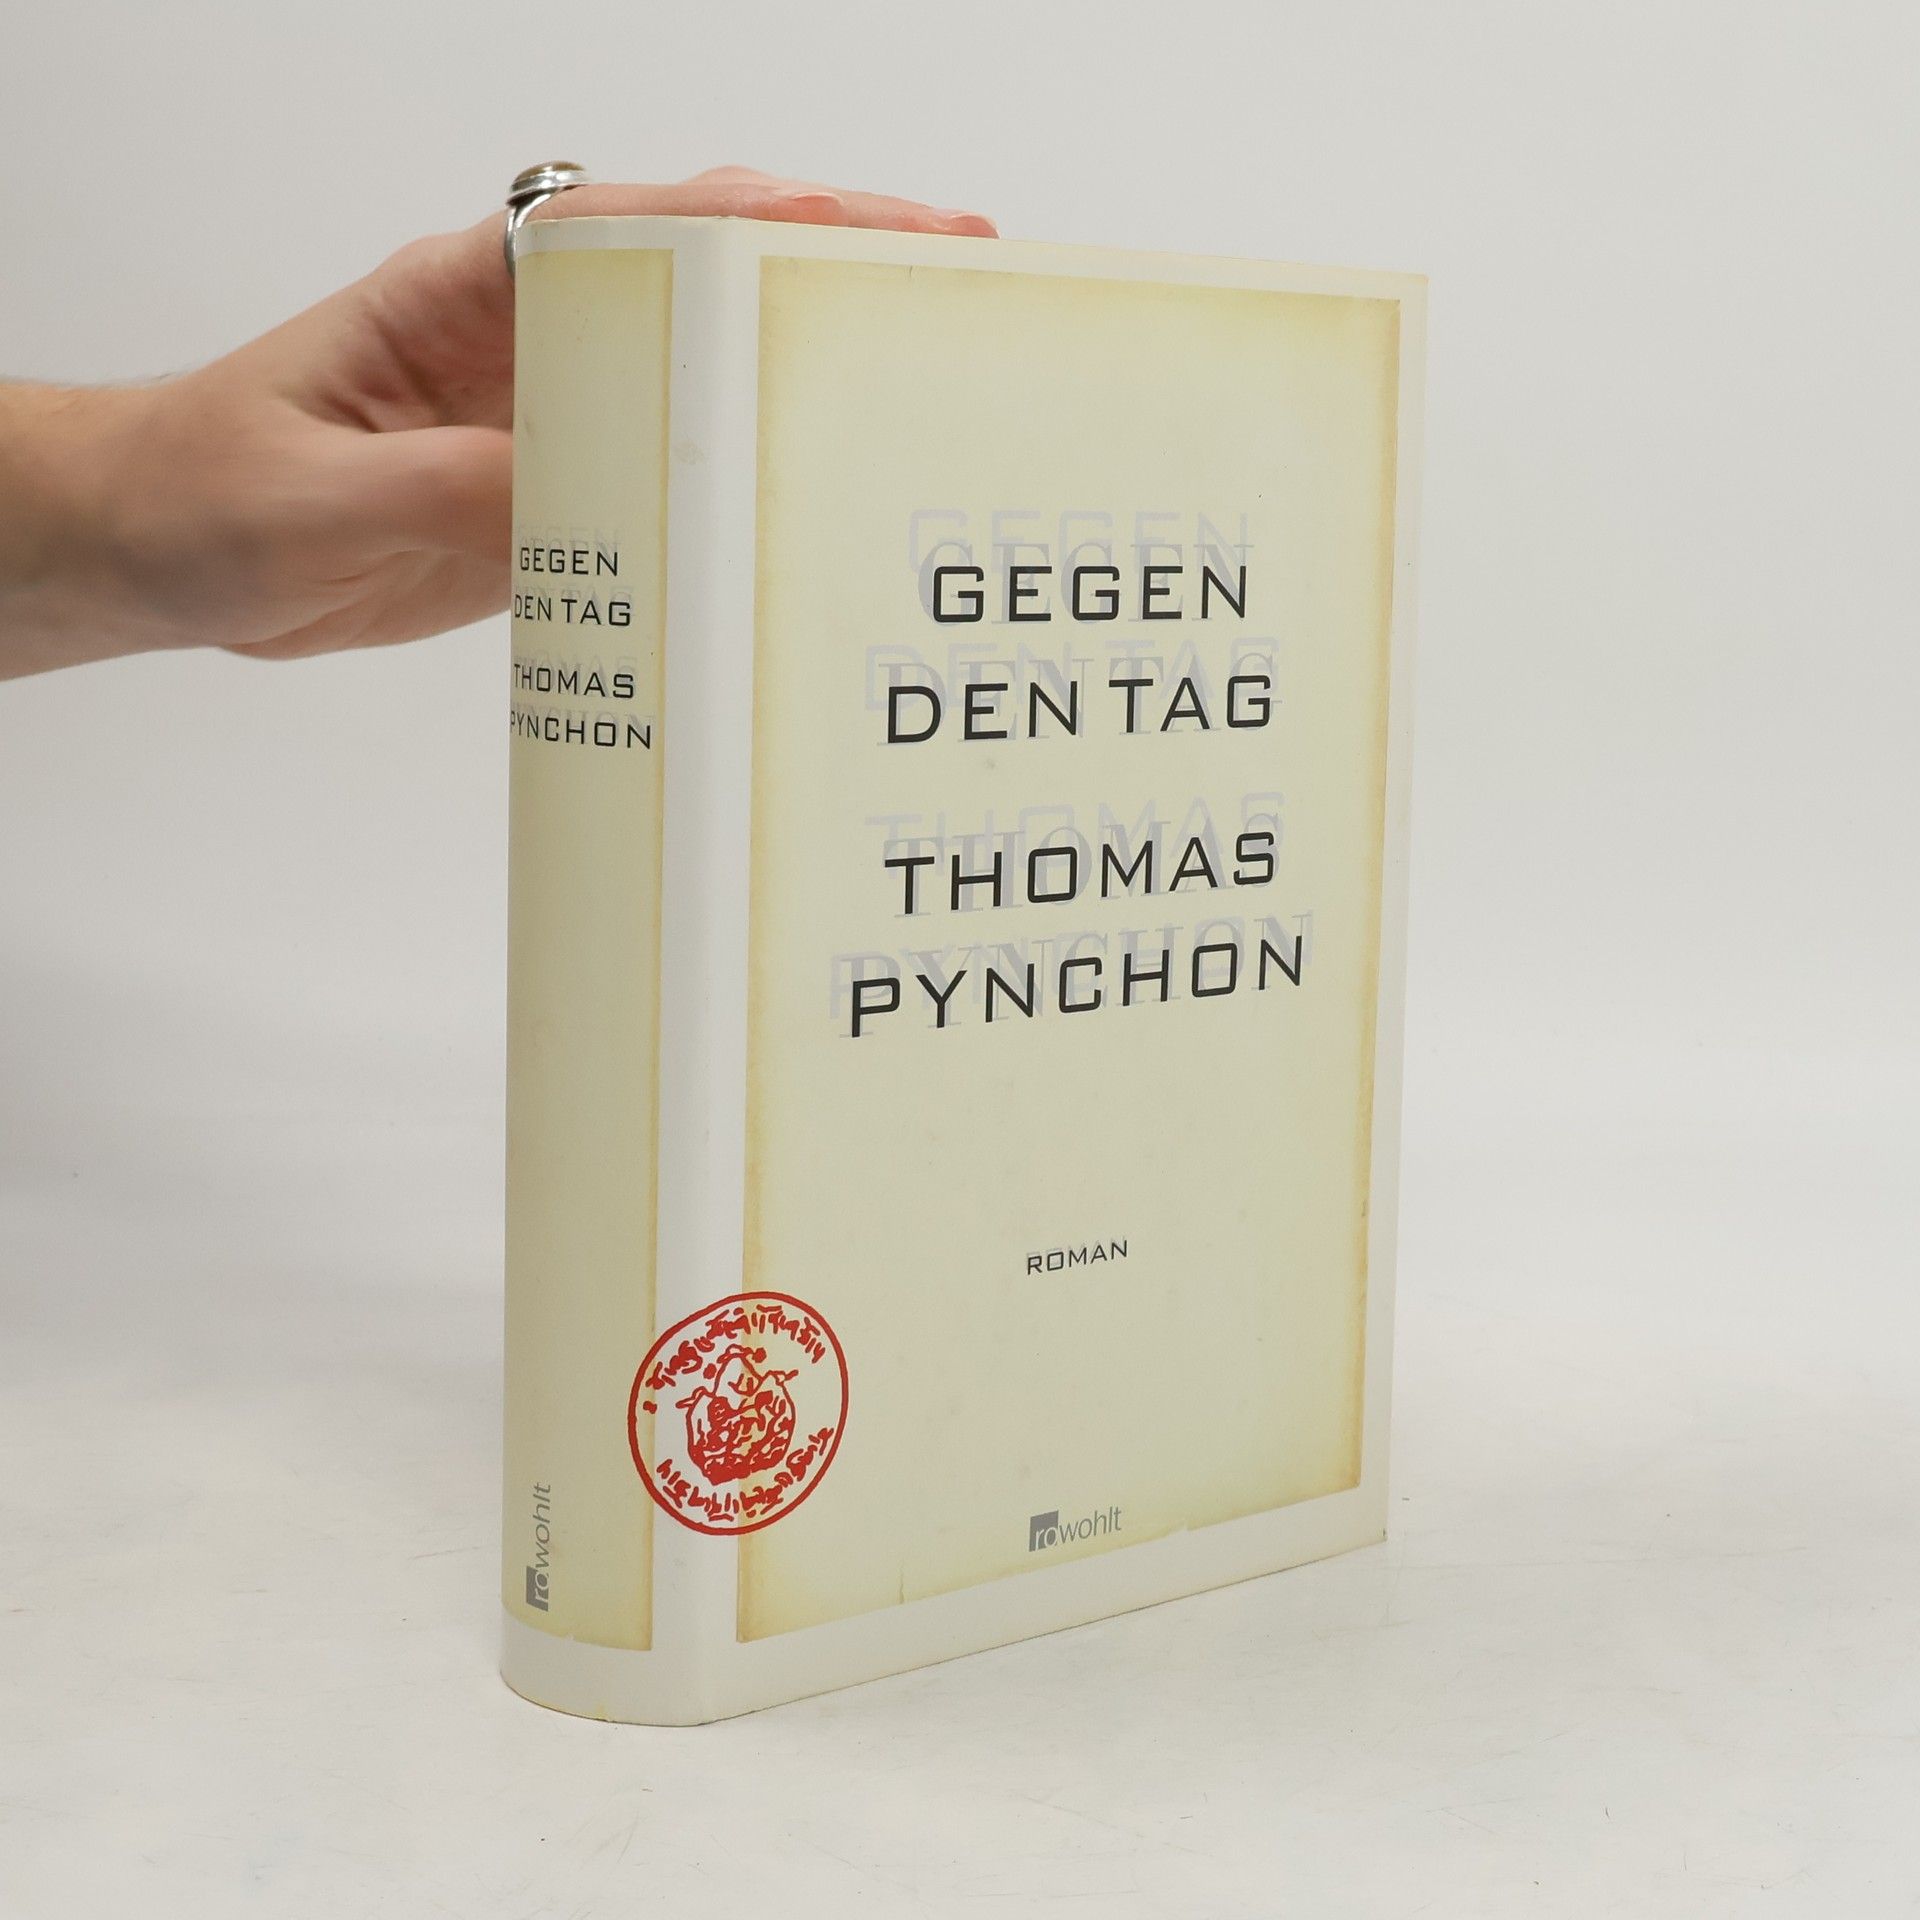 GEGEN
DEN TAG
THOMAS
PYNCHON
rowohlt
GEGEN
DEN TAG
THOMAS
PYNCHON
ROMAN
rowohlt